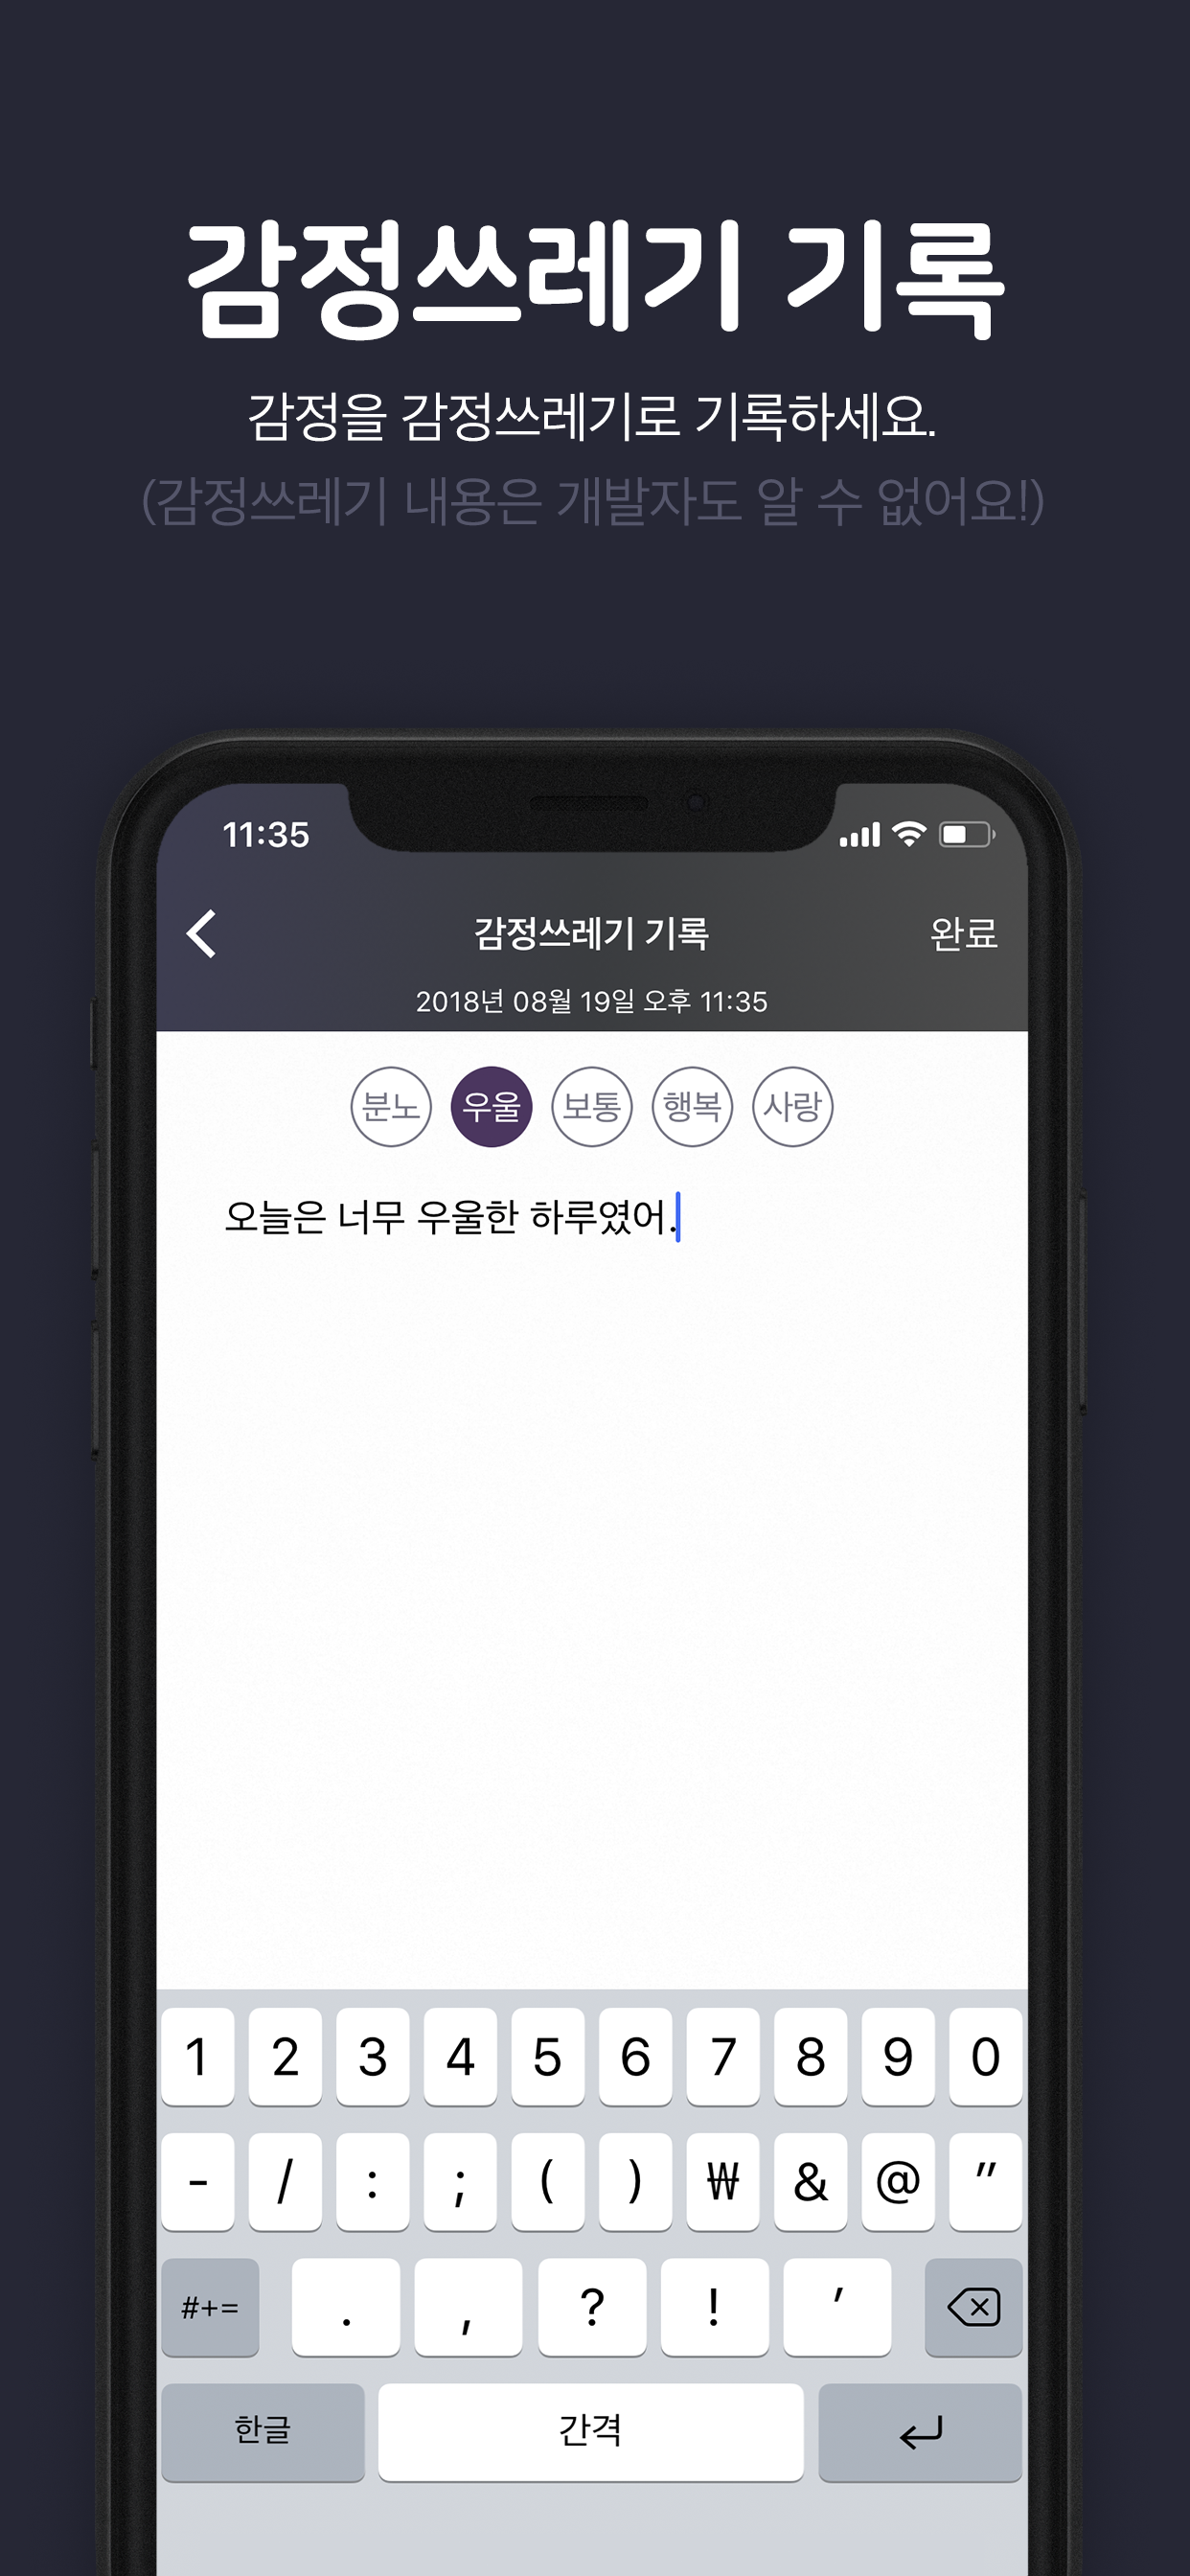 감정쓰레기 기록
감정을 감정쓰레기로 기록하세요.
(감정쓰레기 내용은 개발자도 알 수 없어요!)
11:35
감정쓰레기 기록
완료
2018년 08월 19일 오후 11:35
분노 우울 보통 행복 사랑
오늘은 너무 우울한 하루였어.
1 2 3 4 5 6 7 8 9 0
- / : ; ( ) ₩ & @ "
#+= . , ? ! '
한글 간격